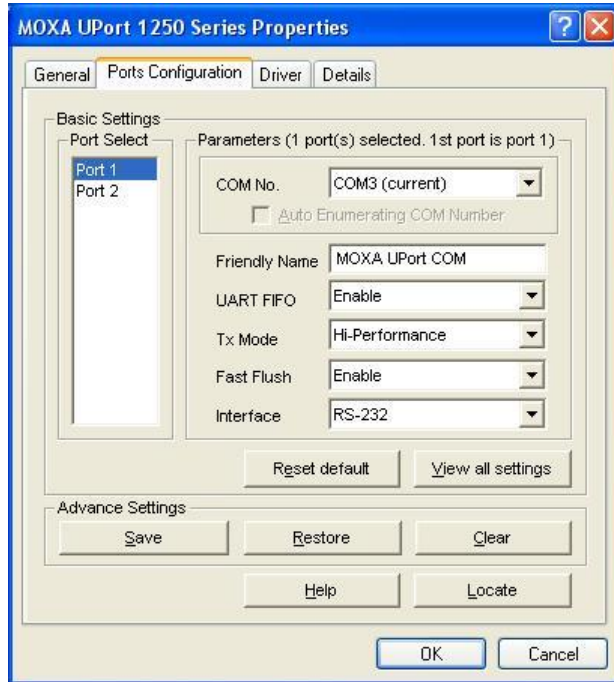 MOXA UPort 1250 Series Properties
General Ports Configuration Driver Details
Basic Settings
Port Select
Port 1
Port 2
Parameters (1 port(s) selected. 1st port is port 1)
COM No. COM3 (current)
Auto Enumerating COM Number
Friendly Name MOXA UPort COM
UART FIFO Enable
Tx Mode Hi-Performance
Fast Flush Enable
Interface RS-232
Reset default View all settings
Advance Settings
Save Restore Clear
Help Locate
OK Cancel